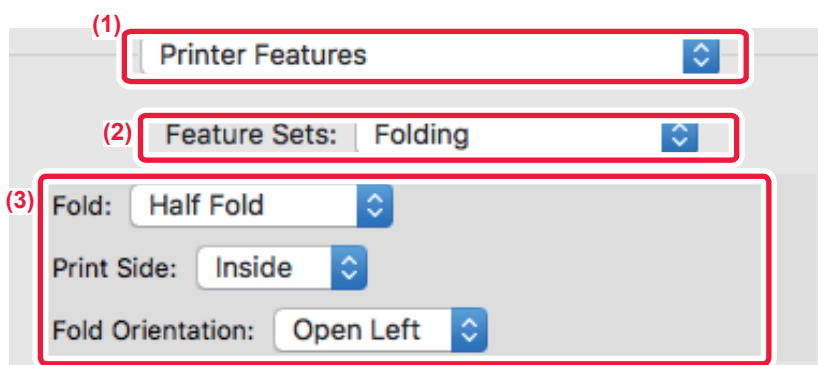 (1)
Printer Features
(2) Feature Sets: Folding
(3) Fold: Half Fold
Print Side: Inside
Fold Orientation: Open Left